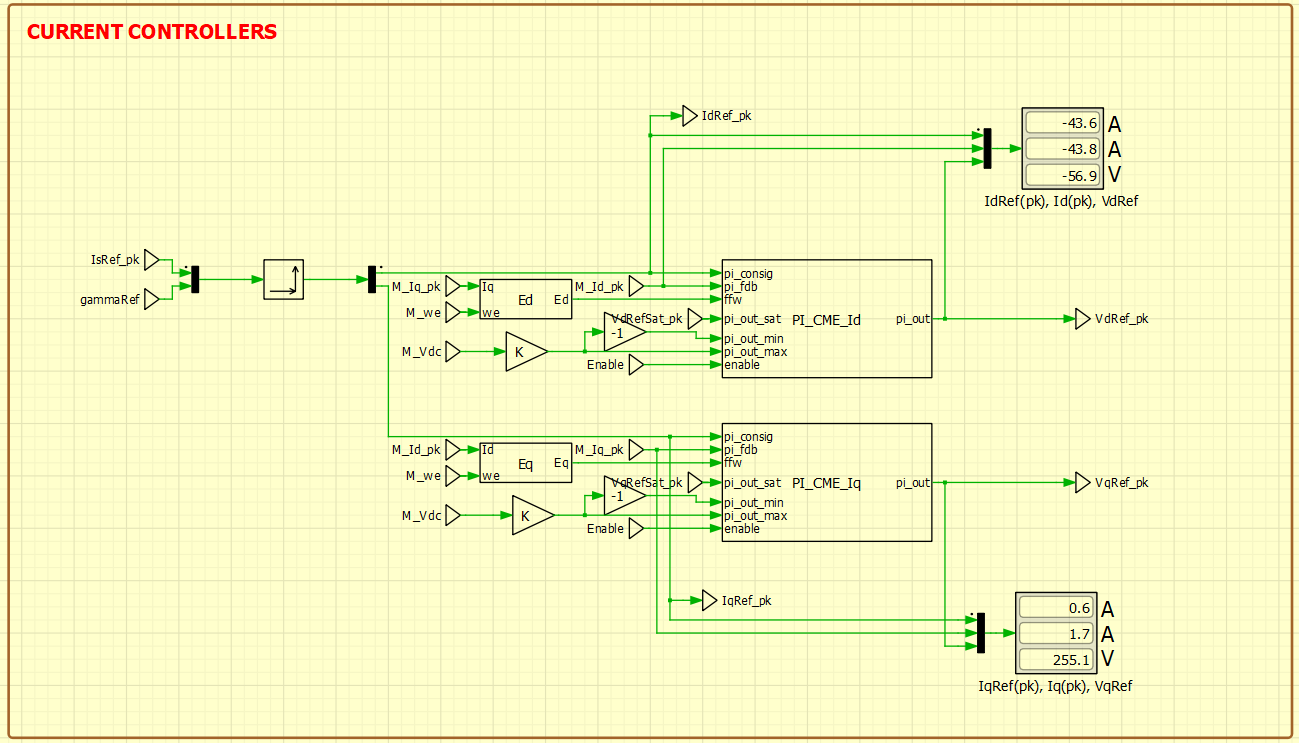 CURRENT CONTROLLERS
IdRef_pk
-43.6 A
-43.8 A
-56.9 V
IdRef(pk), Id(pk), VdRef
IsRef_pk
gammaRef
M_Iq_pk
Iq
Ed
Ed
M_we
we
M_Id_pk
VdRefSat_pk
-1
M_Vdc
K
Enable
pi_consig
pi_fdb
ffw
pi_out_sat
PI_CME_Id
pi_out
pi_out_min
pi_out_max
enable
VdRef_pk
M_Id_pk
Id
Eq
Eq
M_we
we
M_Iq_pk
VqRefSat_pk
-1
M_Vdc
K
Enable
pi_consig
pi_fdb
ffw
pi_out_sat
PI_CME_Iq
pi_out
pi_out_min
pi_out_max
enable
VqRef_pk
IqRef_pk
0.6 A
1.7 A
255.1 V
IqRef(pk), Iq(pk), VqRef